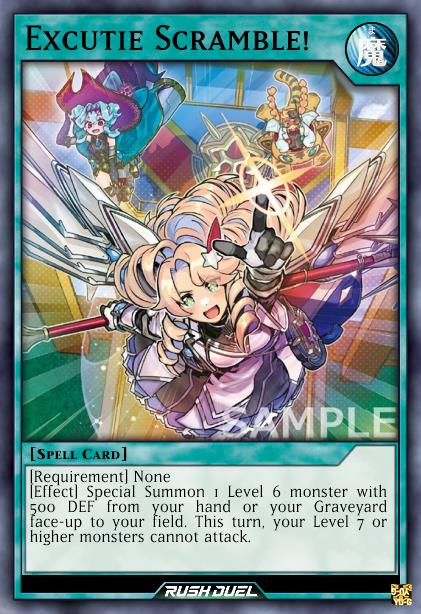 Excutie Scramble!
ま
魔
SAMPLE
[Spell Card]
[Requirement] None
[Effect] Special Summon 1 Level 6 monster with
500 DEF from your hand or your Graveyard
face-up to your field. This turn, your Level 7 or
higher monsters cannot attack.
RUSH DUEL